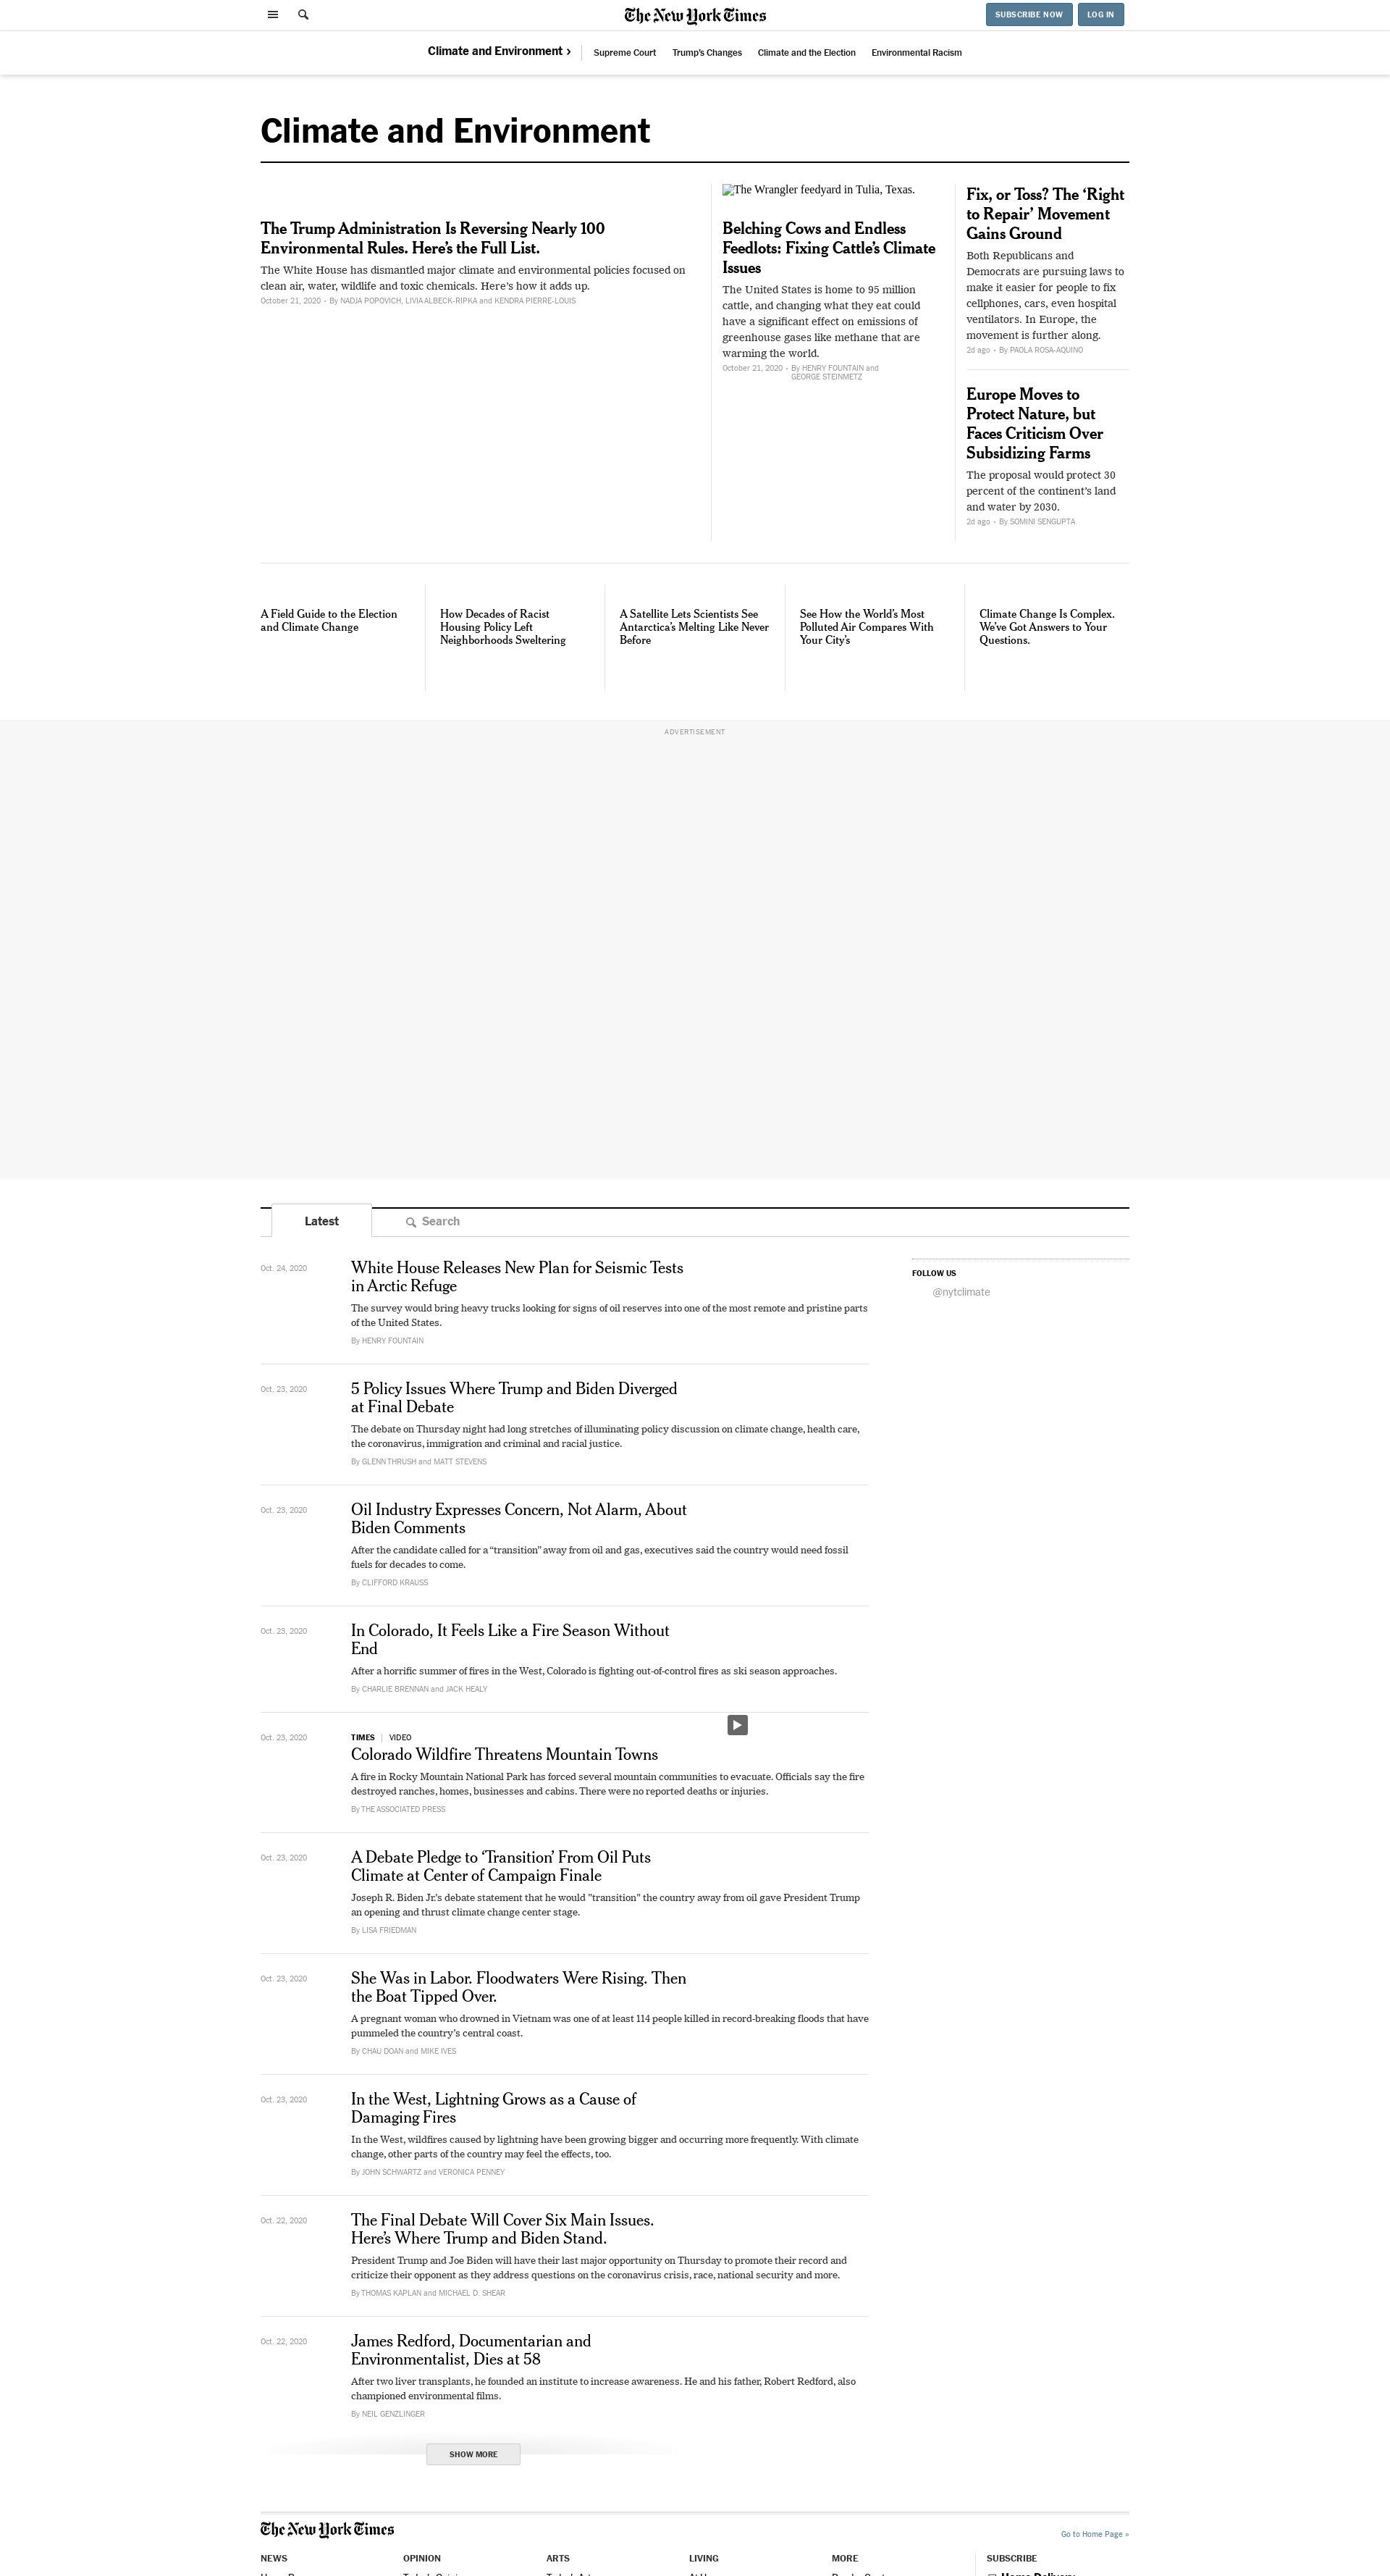 The New York Times
SUBSCRIBE NOW
LOG IN
Climate and Environment ›
Supreme Court
Trump's Changes
Climate and the Election
Environmental Racism
Climate and Environment
The Trump Administration Is Reversing Nearly 100
Environmental Rules. Here's the Full List.
The White House has dismantled major climate and environmental policies focused on
clean air, water, wildlife and toxic chemicals. Here's how it adds up.
October 21, 2020 • By NADJA POPOVICH, LIVIA ALBECK-RIPKA and KENDRA PIERRE-LOUIS
The Wrangler feedyard in Tulia, Texas.
Belching Cows and Endless
Feedlots: Fixing Cattle's Climate
Issues
The United States is home to 95 million
cattle, and changing what they eat could
have a significant effect on emissions of
greenhouse gases like methane that are
warming the world.
October 21, 2020 • By HENRY FOUNTAIN and
GEORGE STEINMETZ
Fix, or Toss? The ‘Right
to Repair’ Movement
Gains Ground
Both Republicans and
Democrats are pursuing laws to
make it easier for people to fix
cellphones, cars, even hospital
ventilators. In Europe, the
movement is further along.
2d ago • By PAOLA ROSA-AQUINO
Europe Moves to
Protect Nature, but
Faces Criticism Over
Subsidizing Farms
The proposal would protect 30
percent of the continent's land
and water by 2030.
2d ago • By SOMINI SENGUPTA
A Field Guide to the Election
and Climate Change
How Decades of Racist
Housing Policy Left
Neighborhoods Sweltering
A Satellite Lets Scientists See
Antarctica's Melting Like Never
Before
See How the World's Most
Polluted Air Compares With
Your City's
Climate Change Is Complex.
We've Got Answers to Your
Questions.
ADVERTISEMENT
Latest
Search
Oct. 24, 2020
White House Releases New Plan for Seismic Tests
in Arctic Refuge
The survey would bring heavy trucks looking for signs of oil reserves into one of the most remote and pristine parts
of the United States.
By HENRY FOUNTAIN
FOLLOW US
@nytclimate
Oct. 23, 2020
5 Policy Issues Where Trump and Biden Diverged
at Final Debate
The debate on Thursday night had long stretches of illuminating policy discussion on climate change, health care,
the coronavirus, immigration and criminal and racial justice.
By GLENN THRUSH and MATT STEVENS
Oct. 23, 2020
Oil Industry Expresses Concern, Not Alarm, About
Biden Comments
After the candidate called for a “transition” away from oil and gas, executives said the country would need fossil
fuels for decades to come.
By CLIFFORD KRAUSS
Oct. 23, 2020
In Colorado, It Feels Like a Fire Season Without
End
After a horrific summer of fires in the West, Colorado is fighting out-of-control fires as ski season approaches.
By CHARLIE BRENNAN and JACK HEALY
Oct. 23, 2020
TIMES | VIDEO
Colorado Wildfire Threatens Mountain Towns
A fire in Rocky Mountain National Park has forced several mountain communities to evacuate. Officials say the fire
destroyed ranches, homes, businesses and cabins. There were no reported deaths or injuries.
By THE ASSOCIATED PRESS
Oct. 23, 2020
A Debate Pledge to ‘Transition’ From Oil Puts
Climate at Center of Campaign Finale
Joseph R. Biden Jr.'s debate statement that he would "transition" the country away from oil gave President Trump
an opening and thrust climate change center stage.
By LISA FRIEDMAN
Oct. 23, 2020
She Was in Labor. Floodwaters Were Rising. Then
the Boat Tipped Over.
A pregnant woman who drowned in Vietnam was one of at least 114 people killed in record-breaking floods that have
pummeled the country's central coast.
By CHAU DOAN and MIKE IVES
Oct. 23, 2020
In the West, Lightning Grows as a Cause of
Damaging Fires
In the West, wildfires caused by lightning have been growing bigger and occurring more frequently. With climate
change, other parts of the country may feel the effects, too.
By JOHN SCHWARTZ and VERONICA PENNEY
Oct. 22, 2020
The Final Debate Will Cover Six Main Issues.
Here's Where Trump and Biden Stand.
President Trump and Joe Biden will have their last major opportunity on Thursday to promote their record and
criticize their opponent as they address questions on the coronavirus crisis, race, national security and more.
By THOMAS KAPLAN and MICHAEL D. SHEAR
Oct. 22, 2020
James Redford, Documentarian and
Environmentalist, Dies at 58
After two liver transplants, he founded an institute to increase awareness. He and his father, Robert Redford, also
championed environmental films.
By NEIL GENZLINGER
SHOW MORE
The New York Times
Go to Home Page »
NEWS
OPINION
ARTS
LIVING
MORE
SUBSCRIBE